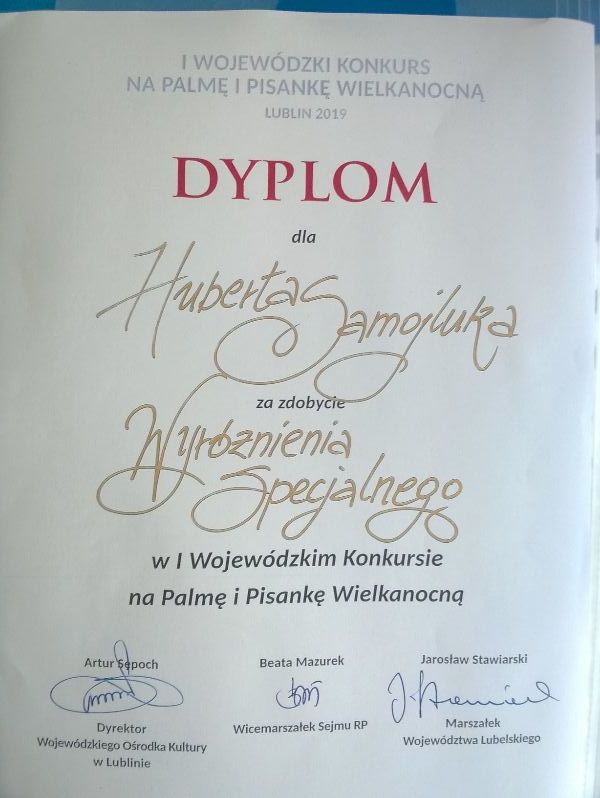 I WOJEWÓDZKI KONKURS
NA PALMĘ I PISANKĘ WIELKANOCNĄ
LUBLIN 2019
DYPLOM
dla
Huberta Samojluka
za zdobycie
Wyróżnienia
Specjalnego
w I Wojewódzkim Konkursie
na Palmę i Pisankę Wielkanocną
Artur Sępoch
Dyrektor
Wojewódzkiego Ośrodka Kultury
w Lublinie
Beata Mazurek
Wicemarszałek Sejmu RP
Jarosław Stawiarski
Marszałek
Województwa Lubelskiego